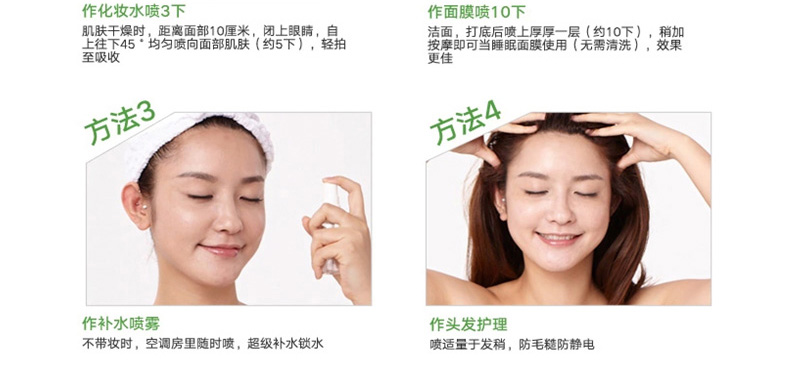 作化妆水喷3下
肌肤干燥时，距离面部10厘米，闭上眼睛，自
上往下45°均匀喷向面部肌肤（约5下），轻拍
至吸收
作面膜喷10下
洁面，打底后喷上厚厚一层（约10下），稍加
按摩即可当睡眠面膜使用（无需清洗），效果
更佳
方法3
作补水喷雾
不带妆时，空调房里随时喷，超级补水锁水
方法4
作头发护理
喷适量于发稍，防毛糙防静电